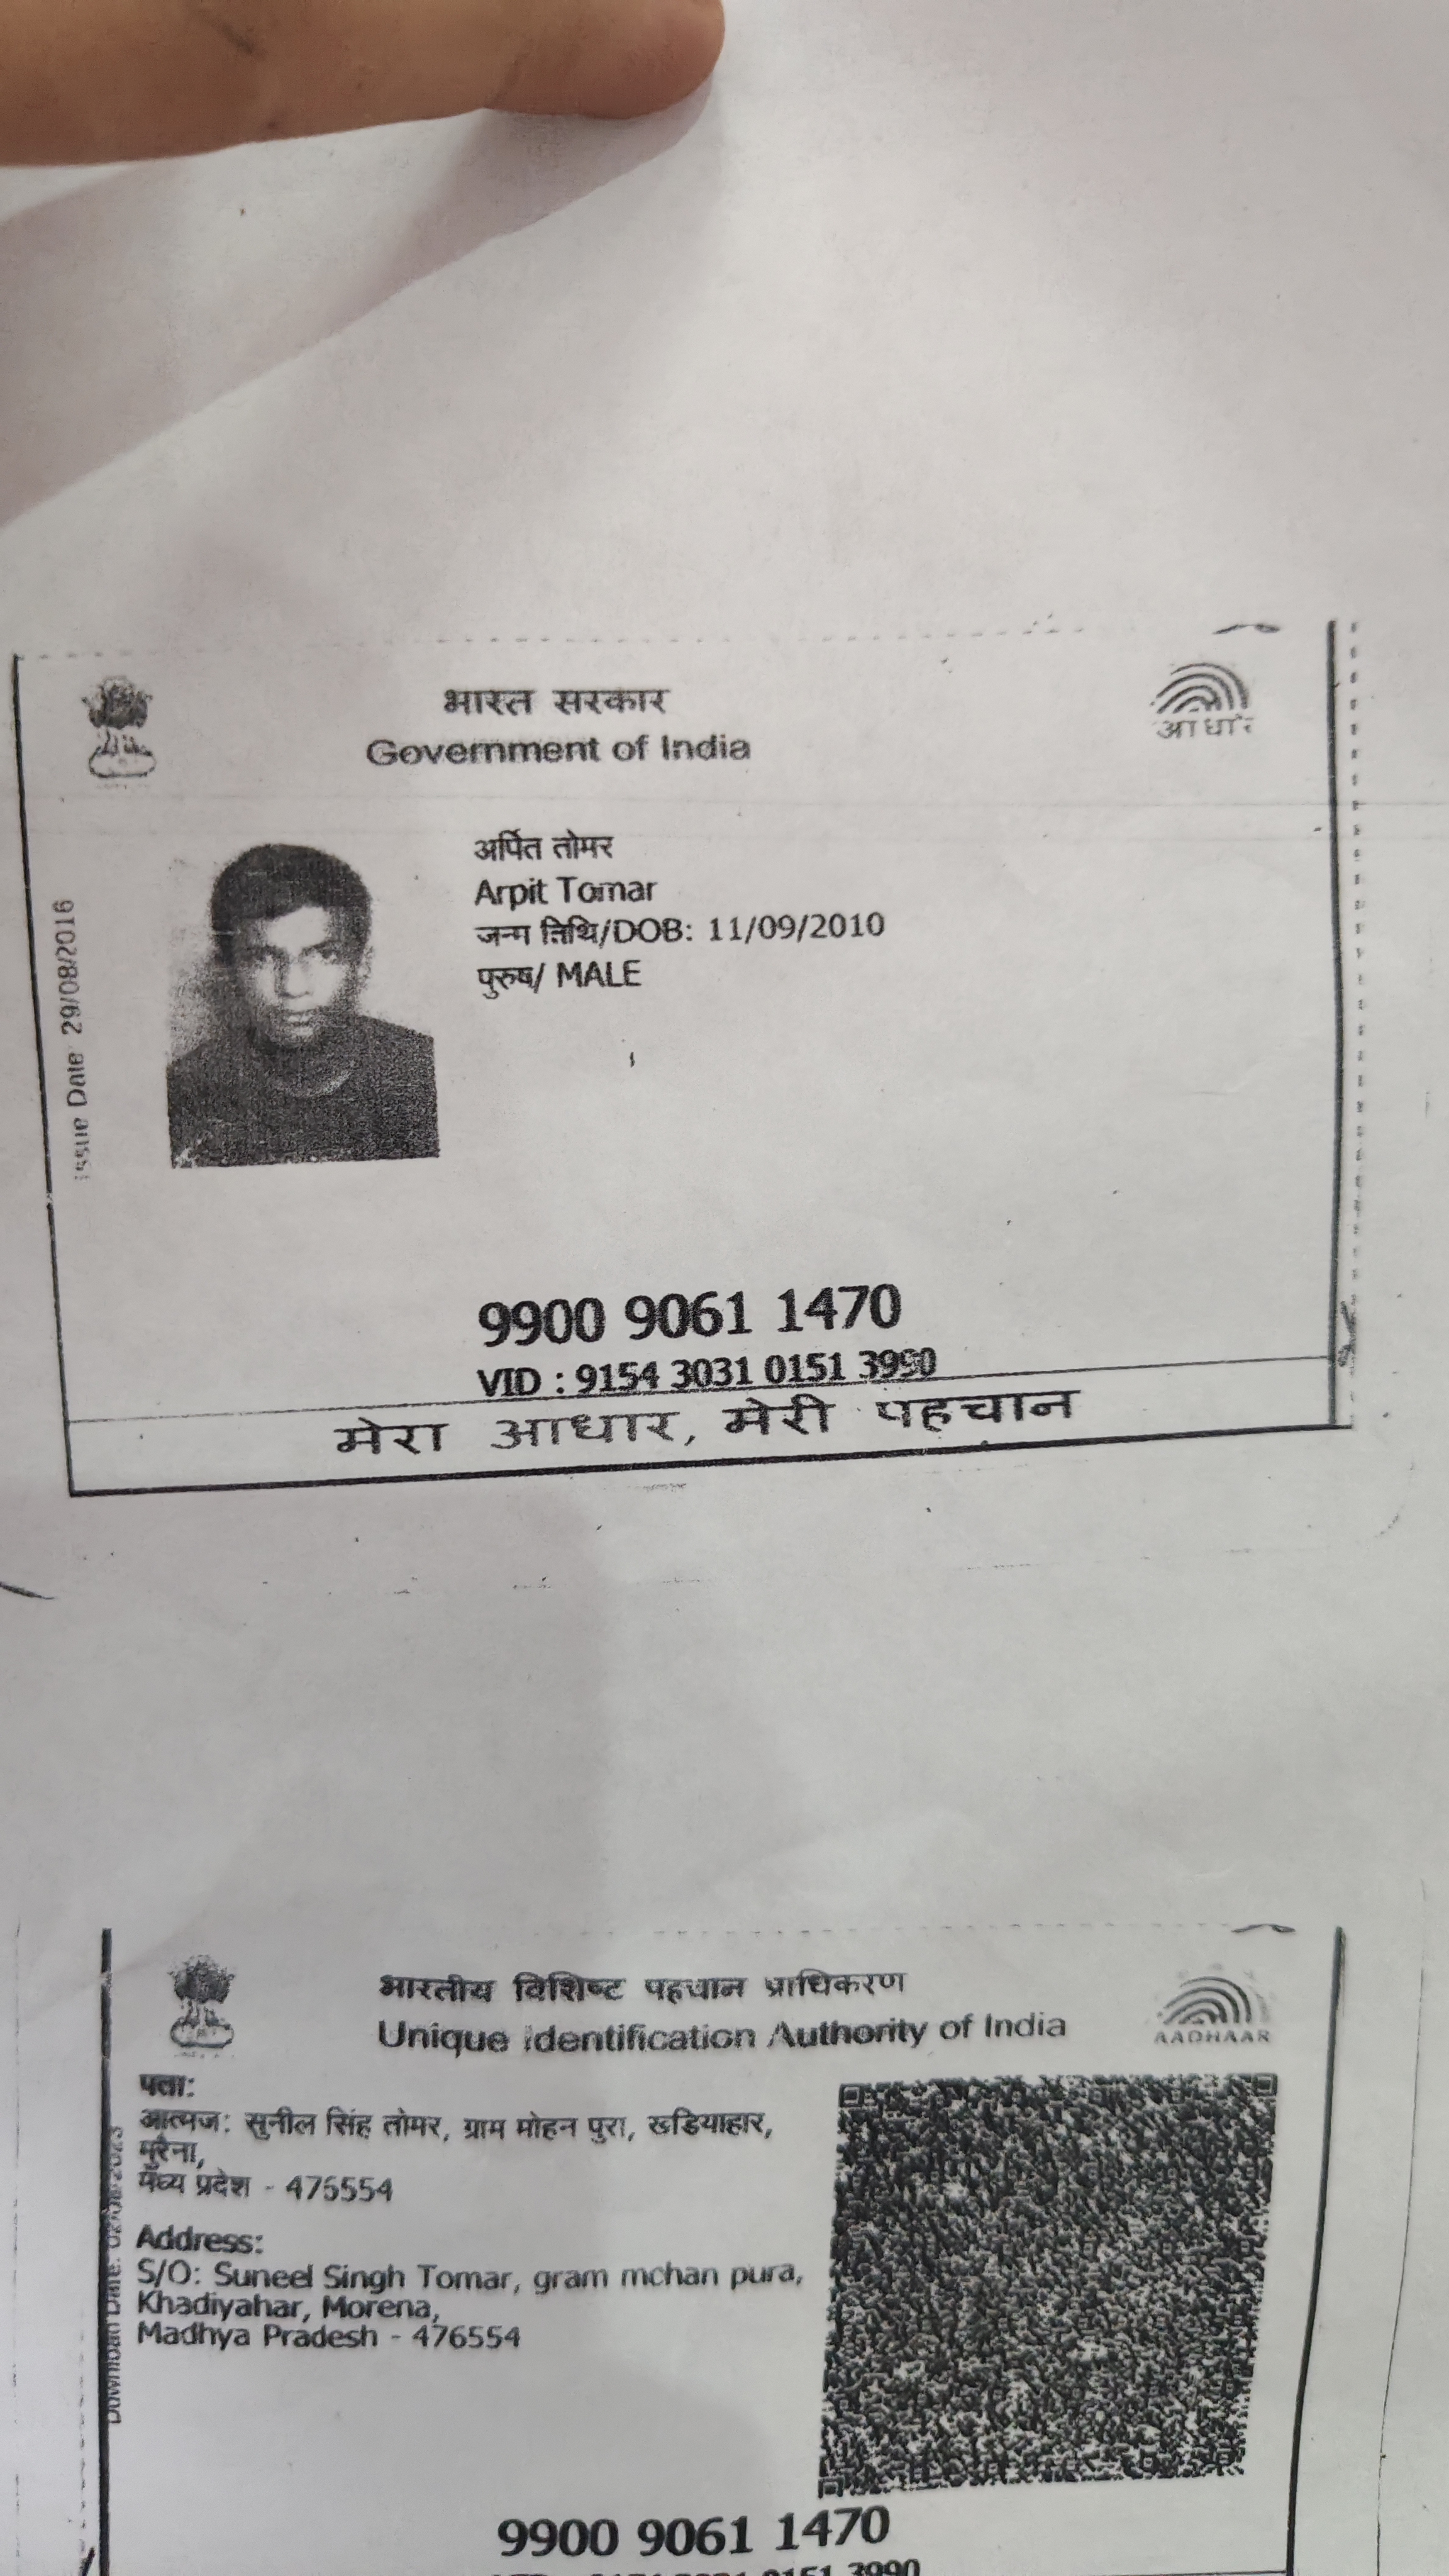 भारत सरकार
Government of India
आधार
Issue Date: 29/08/2016
अर्पित तोमर
Arpit Tomar
जन्म तिथि/DOB: 11/09/2010
पुरुष/ MALE
9900 9061 1470
VID : 9154 3031 0151 3990
मेरा आधार, मेरी पहचान
भारतीय विशिष्ट पहचान प्राधिकरण
Unique Identification Authority of India
AADHAAR
पता:
आत्मज: सुनील सिंह तोमर, ग्राम मोहन पुरा, खडियाहार,
मुरैना,
मध्य प्रदेश - 476554
Address:
S/O: Suneel Singh Tomar, gram mohan pura,
Khadiyahar, Morena,
Madhya Pradesh - 476554
Download Date:
9900 9061 1470